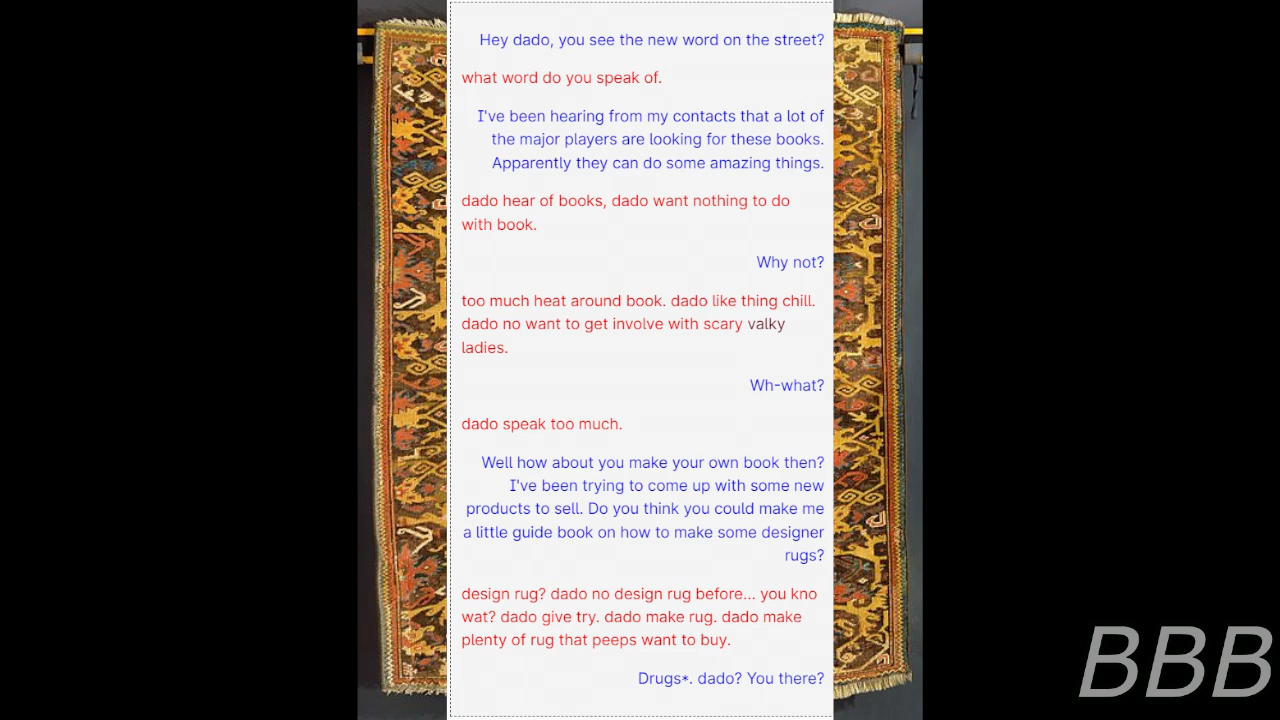 Hey dado, you see the new word on the street?
what word do you speak of.
I've been hearing from my contacts that a lot of
the major players are looking for these books.
Apparently they can do some amazing things.
dado hear of books, dado want nothing to do
with book.
Why not?
too much heat around book. dado like thing chill.
dado no want to get involve with scary valky
ladies.
Wh-what?
dado speak too much.
Well how about you make your own book then?
I've been trying to come up with some new
products to sell. Do you think you could make me
a little guide book on how to make some designer
rugs?
design rug? dado no design rug before... you kno
wat? dado give try. dado make rug. dado make
plenty of rug that peeps want to buy.
Drugs*. dado? You there?
BBB